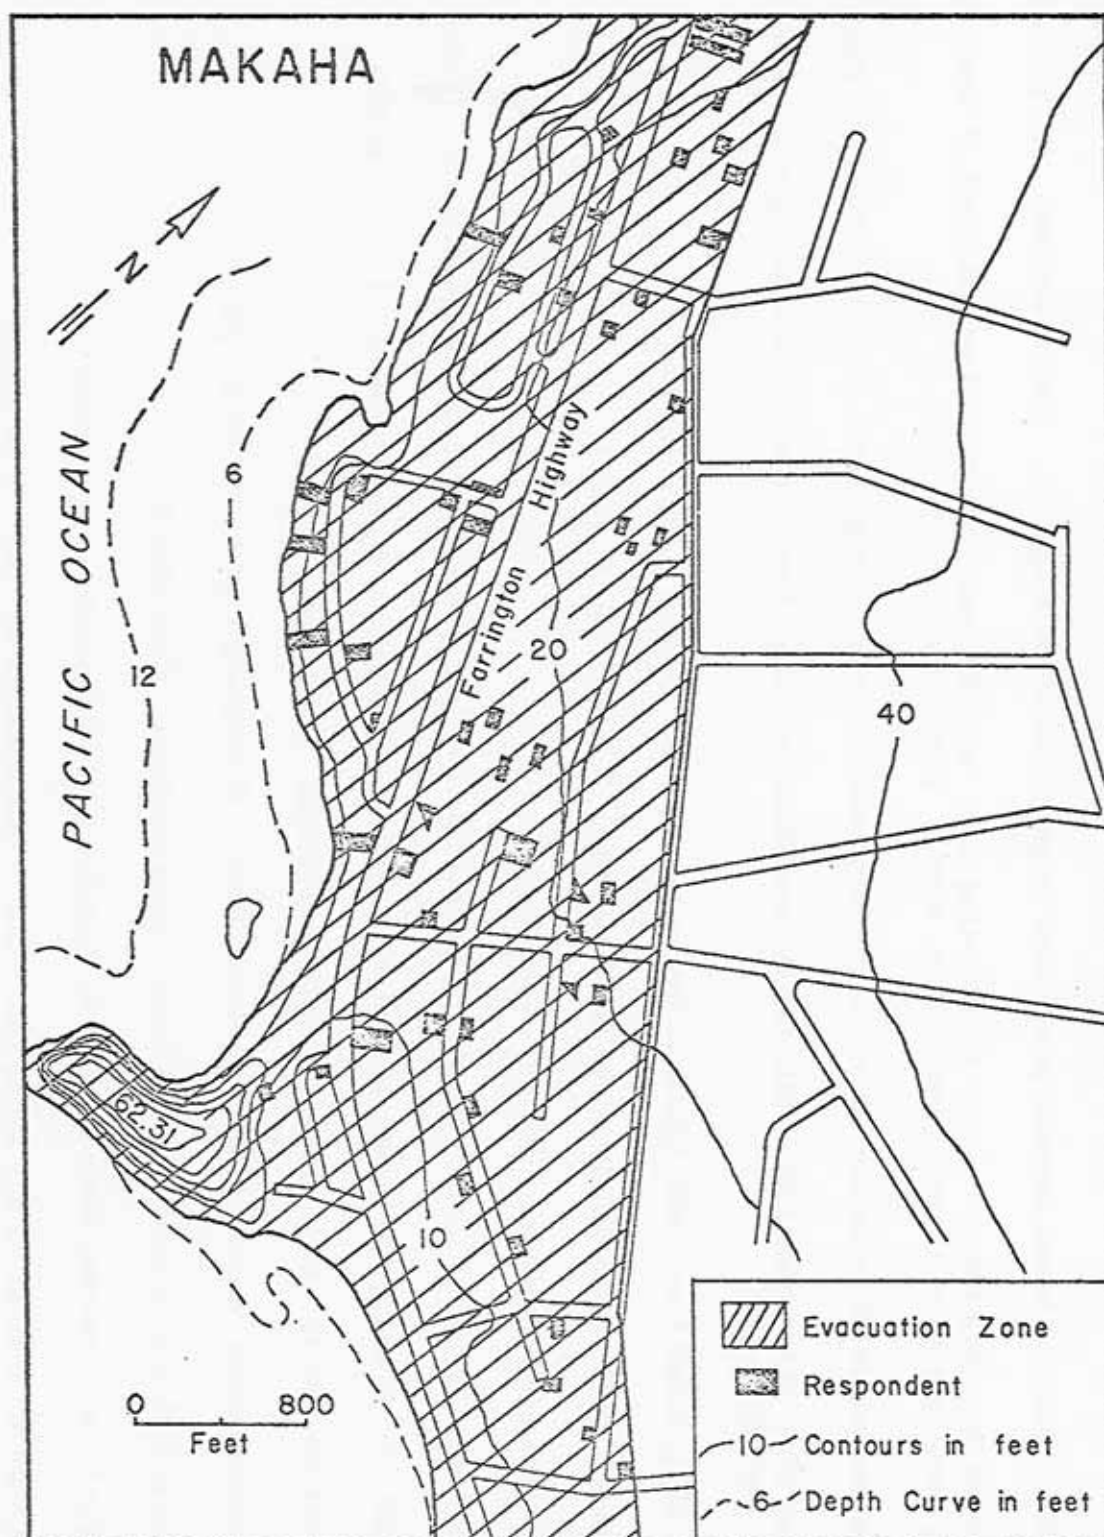 MAKAHA
N
PACIFIC OCEAN
6
12
Farrington Highway
20
40
62.31
10
0 800
Feet
Evacuation Zone
Respondent
10 Contours in feet
6 Depth Curve in feet